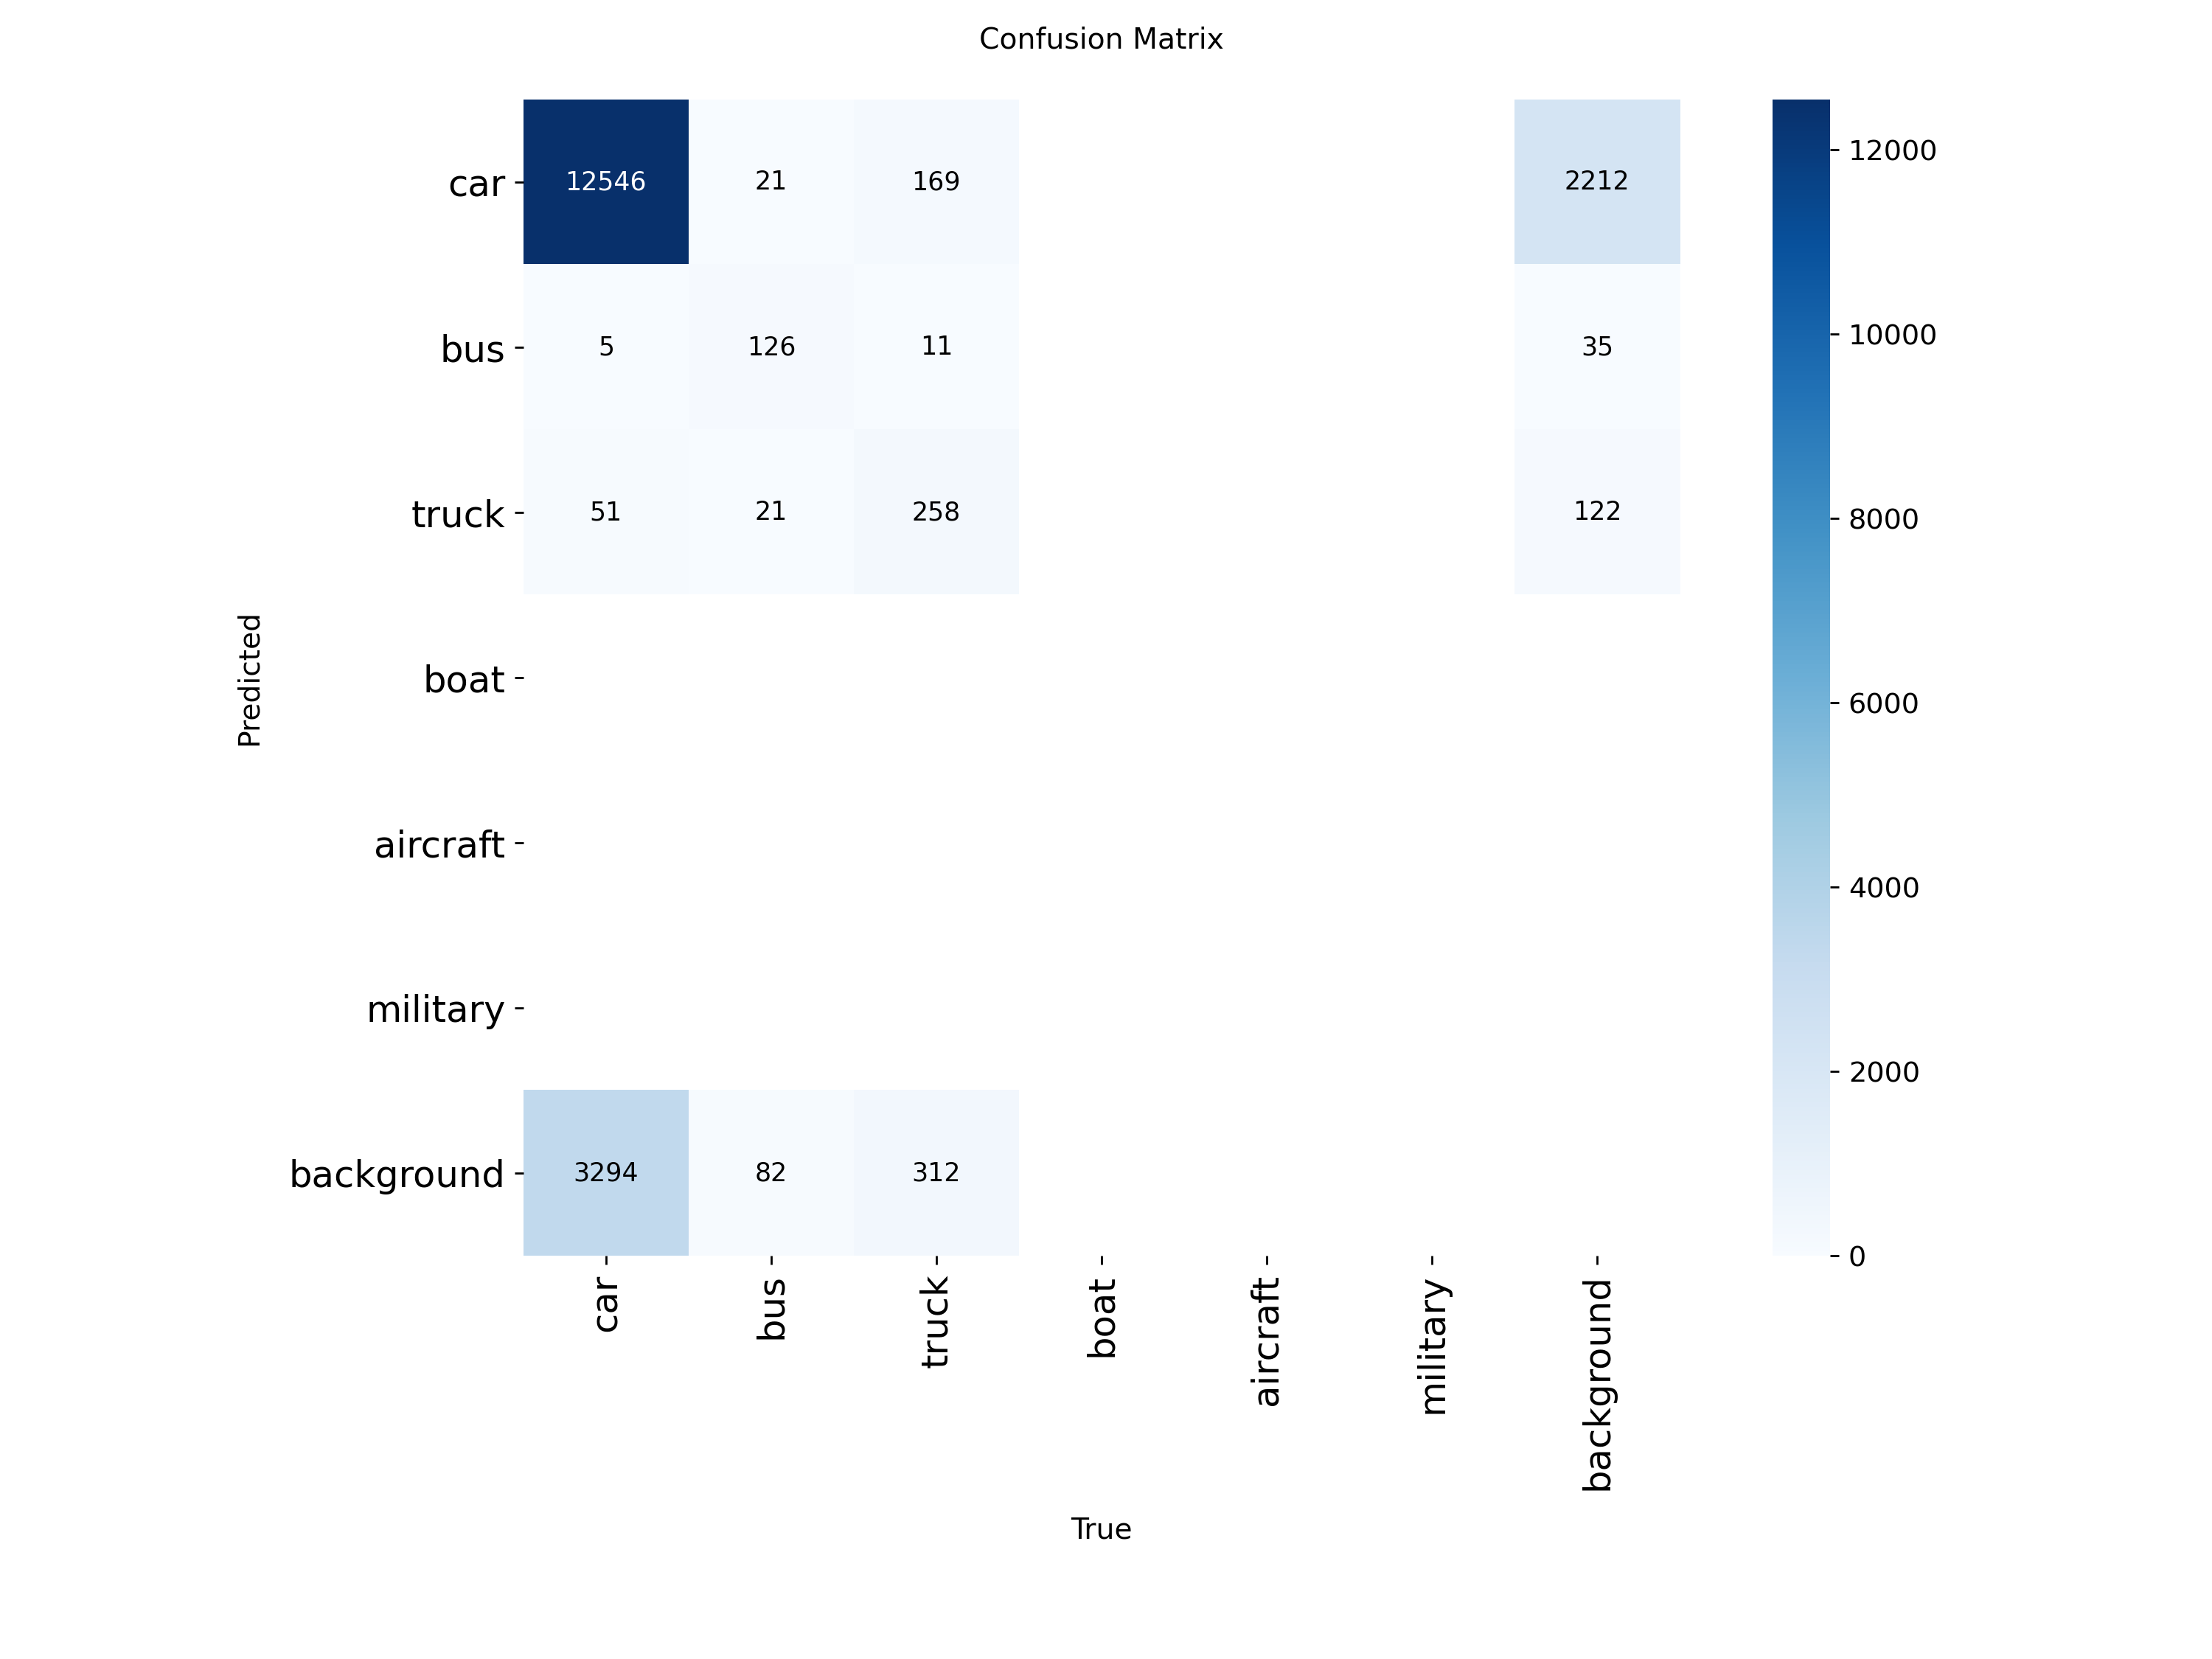 Confusion Matrix
car 12546 21 169 2212
bus 5 126 11 35
truck 51 21 258 122
boat
aircraft
military
background 3294 82 312
car bus truck boat aircraft military background
Predicted
True
12000
10000
8000
6000
4000
2000
0